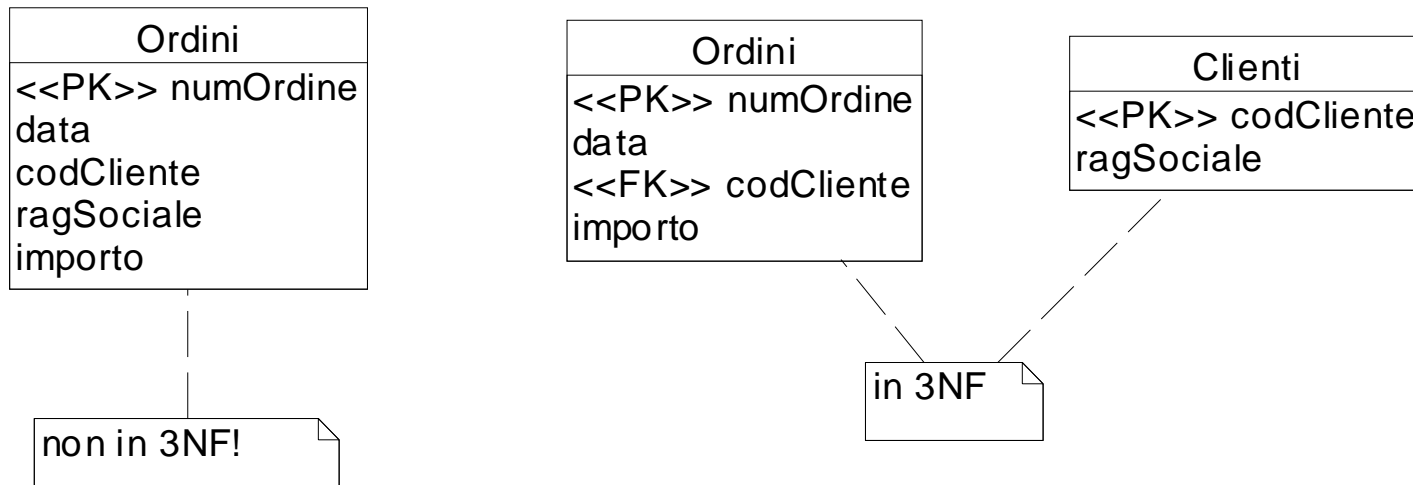 Ordini
<<PK>> numOrdine
data
codCliente
ragSociale
importo
non in 3NF!
Ordini
<<PK>> numOrdine
data
<<FK>> codCliente
importo
Clienti
<<PK>> codCliente
ragSociale
in 3NF